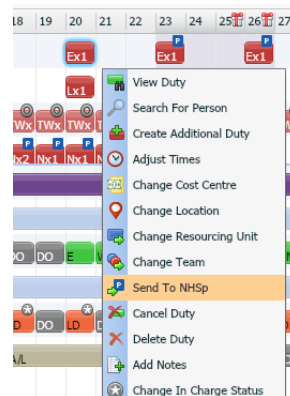 18 19 20 21 22 23 24 25 26 27
Ex1 P Ex1 P Ex1
Lx1
TWx TWx TWx TWx
P P P
Nx1 Nx1
DO DO E
DO LD D
A/L
View Duty
Search For Person
Create Additional Duty
Adjust Times
Change Cost Centre
Change Location
Change Resourcing Unit
Change Team
P Send To NHSp
Cancel Duty
Delete Duty
Add Notes
Change In Charge Status